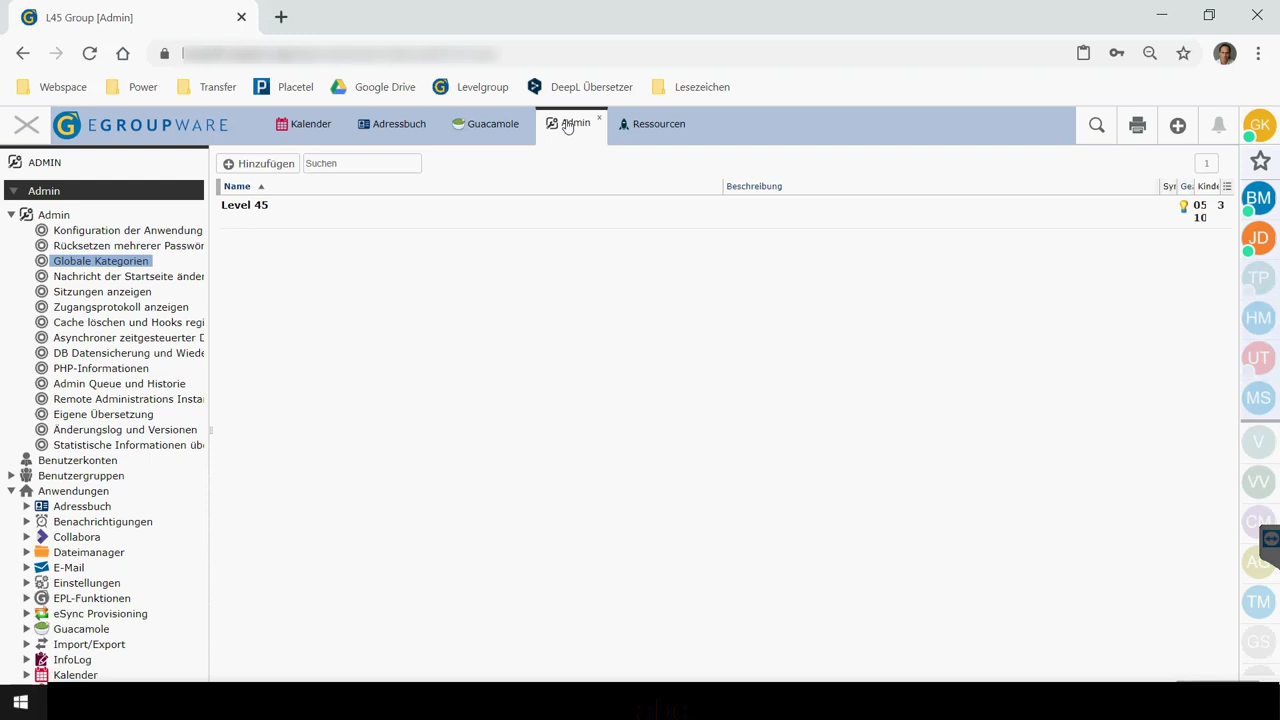 L45 Group [Admin]
Webspace
Power
Transfer
Placetel
Google Drive
Levelgroup
DeepL Übersetzer
Lesezeichen
EGROUPWARE
Kalender
Adressbuch
Guacamole
Admin
x
Ressourcen
GK
ADMIN
Hinzufügen
Suchen
1
Admin
Name
Beschreibung
Syn
Kinde
Level 45
05
3
10
Admin
Konfiguration der Anwendung
Rücksetzen mehrerer Passwör
Globale Kategorien
Nachricht der Startseite änder
Sitzungen anzeigen
Zugangsprotokoll anzeigen
Cache löschen und Hooks regi
Asynchroner zeitgesteuerter D
DB Datensicherung und Wiede
PHP-Informationen
Admin Queue und Historie
Remote Administrations Insta
Eigene Übersetzung
Änderungslog und Versionen
Statistische Informationen üb
Benutzerkonten
Benutzergruppen
Anwendungen
Adressbuch
Benachrichtigungen
Collabora
Dateimanager
E-Mail
Einstellungen
EPL-Funktionen
eSync Provisioning
Guacamole
Import/Export
InfoLog
Kalender
BM
JD
TP
HM
UT
MS
V
VV
CM
AG
TM
GS